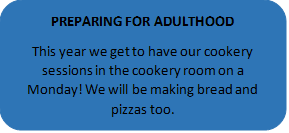 PREPARING FOR ADULTHOOD
This year we get to have our cookery
sessions in the cookery room on a
Monday! We will be making bread and
pizzas too.